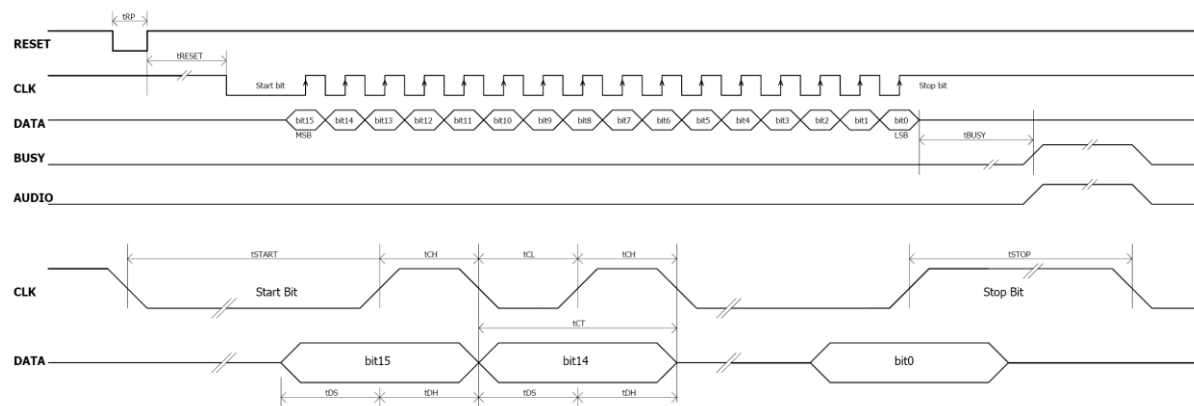 tRP
RESET
tRESET
CLK
Start bit
Stop bit
DATA
bit15 bit14 bit13 bit12 bit11 bit10 bit9 bit8 bit7 bit6 bit5 bit4 bit3 bit2 bit1 bit0
MSB LSB
tBUSY
BUSY
AUDIO
tSTART tCH tCL tCH tSTOP
CLK
Start Bit
Stop Bit
tCT
DATA
bit15 bit14 bit0
tDS tDH tDS tDH